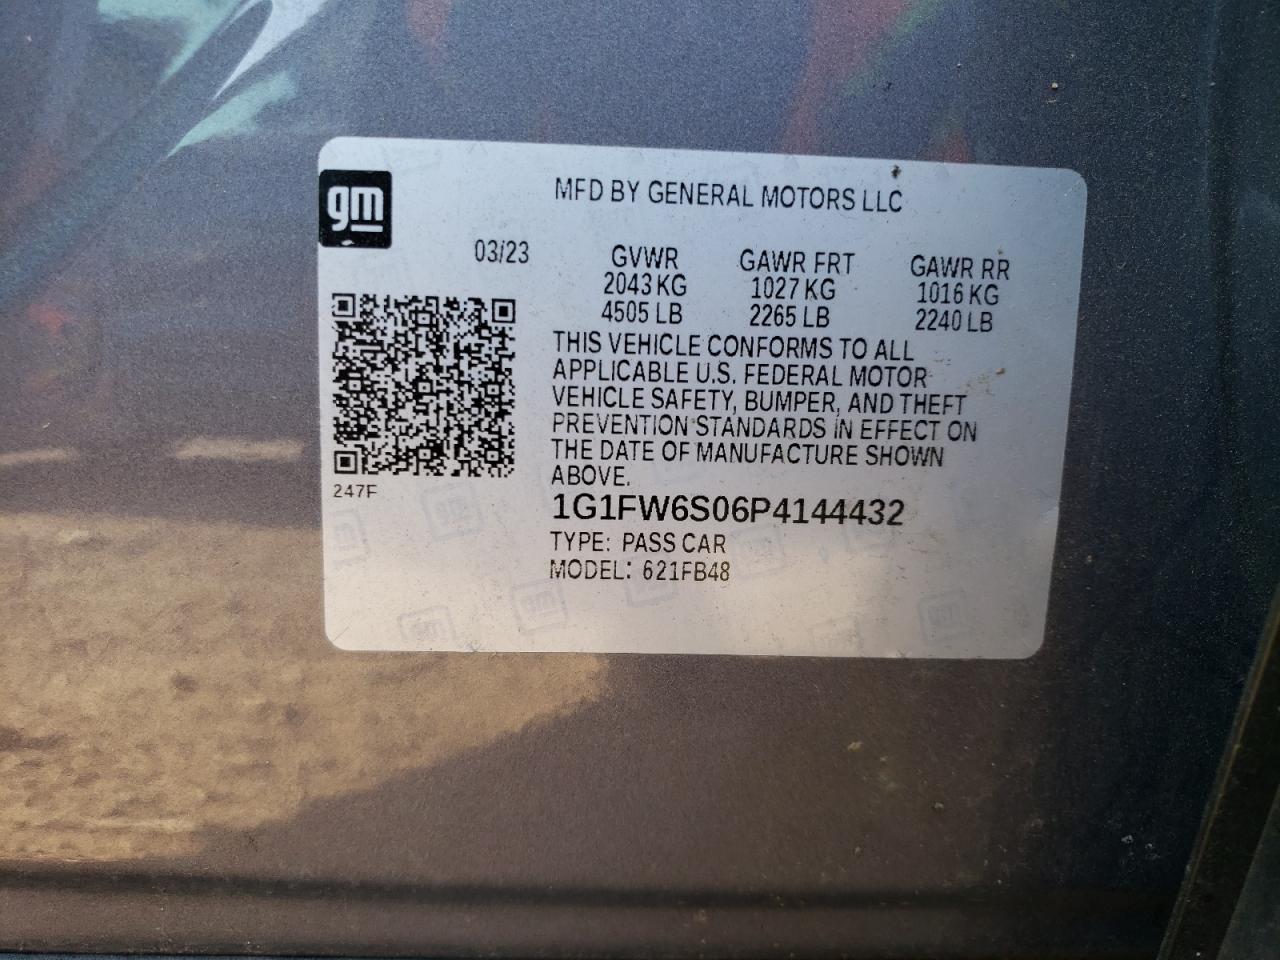 gm
MFD BY GENERAL MOTORS LLC
03/23
GVWR
2043 KG
4505 LB
GAWR FRT
1027 KG
2265 LB
GAWR RR
1016 KG
2240 LB
THIS VEHICLE CONFORMS TO ALL
APPLICABLE U.S. FEDERAL MOTOR
VEHICLE SAFETY, BUMPER, AND THEFT
PREVENTION STANDARDS IN EFFECT ON
THE DATE OF MANUFACTURE SHOWN
ABOVE.
247F
1G1FW6S06P4144432
TYPE: PASS CAR
MODEL: 621FB48